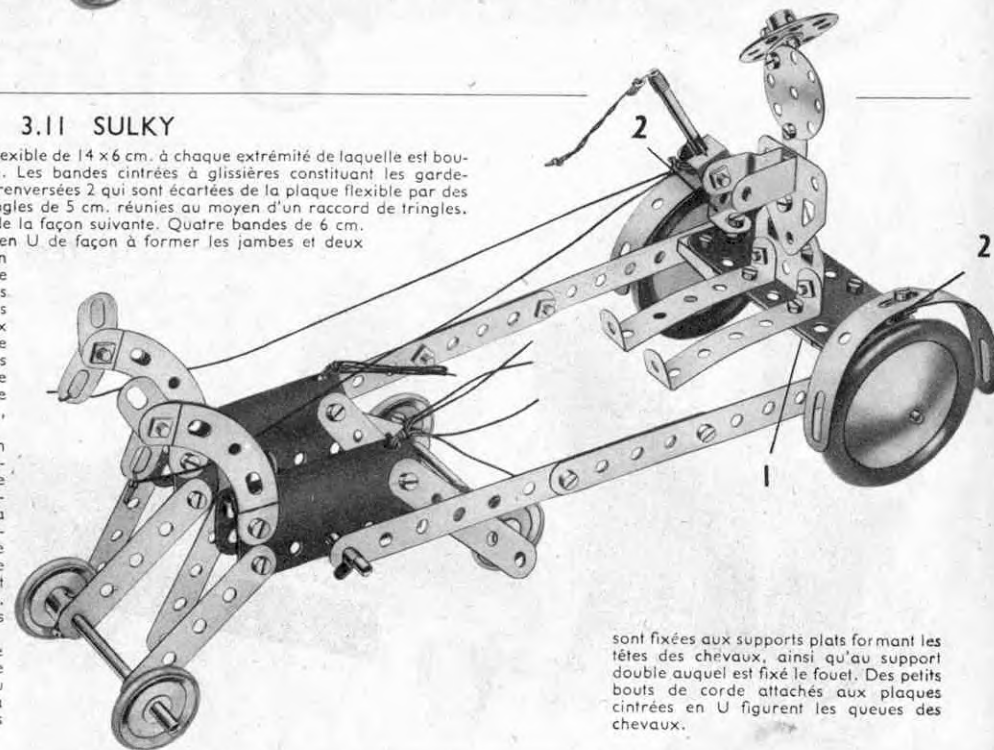 3.11 SULKY
exible de 14 x 6 cm. à chaque extrémité de laquelle est bou-
. Les bandes cintrées à glissières constituant les garde-
renversées 2 qui sont écartées de la plaque flexible par des
ngles de 5 cm. réunies au moyen d'un raccord de tringles.
de la façon suivante. Quatre bandes de 6 cm.
en U de façon à former les jambes et deux
2
2
1
sont fixées aux supports plats formant les
têtes des chevaux, ainsi qu'au support
double auquel est fixé le fouet. Des petits
bouts de corde attachés aux plaques
cintrées en U figurent les queues des
chevaux.